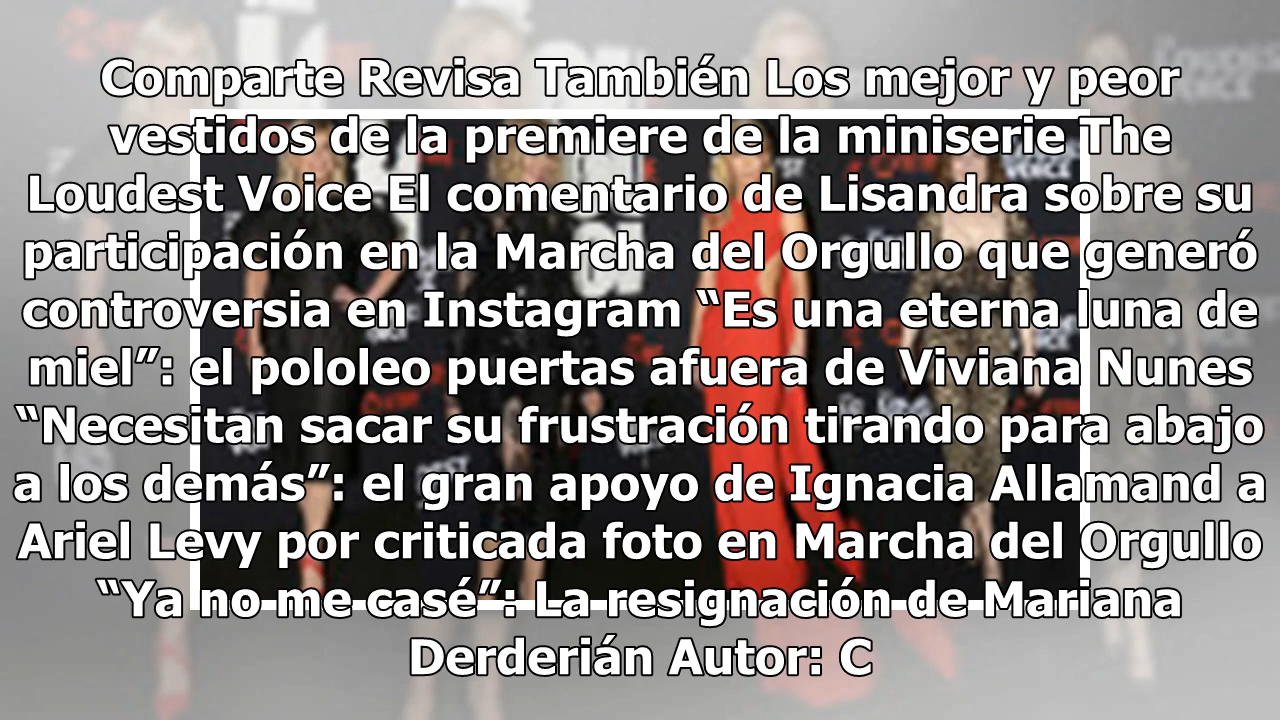 Comparte Revisa También Los mejor y peor
vestidos de la premiere de la miniserie The
Loudest Voice El comentario de Lisandra sobre su
participación en la Marcha del Orgullo que generó
controversia en Instagram “Es una eterna luna de
miel”: el pololeo puertas afuera de Viviana Nunes
“Necesitan sacar su frustración tirando para abajo
a los demás”: el gran apoyo de Ignacia Allamand a
Ariel Levy por criticada foto en Marcha del Orgullo
“Ya no me casé”: La resignación de Mariana
Derderián Autor: C